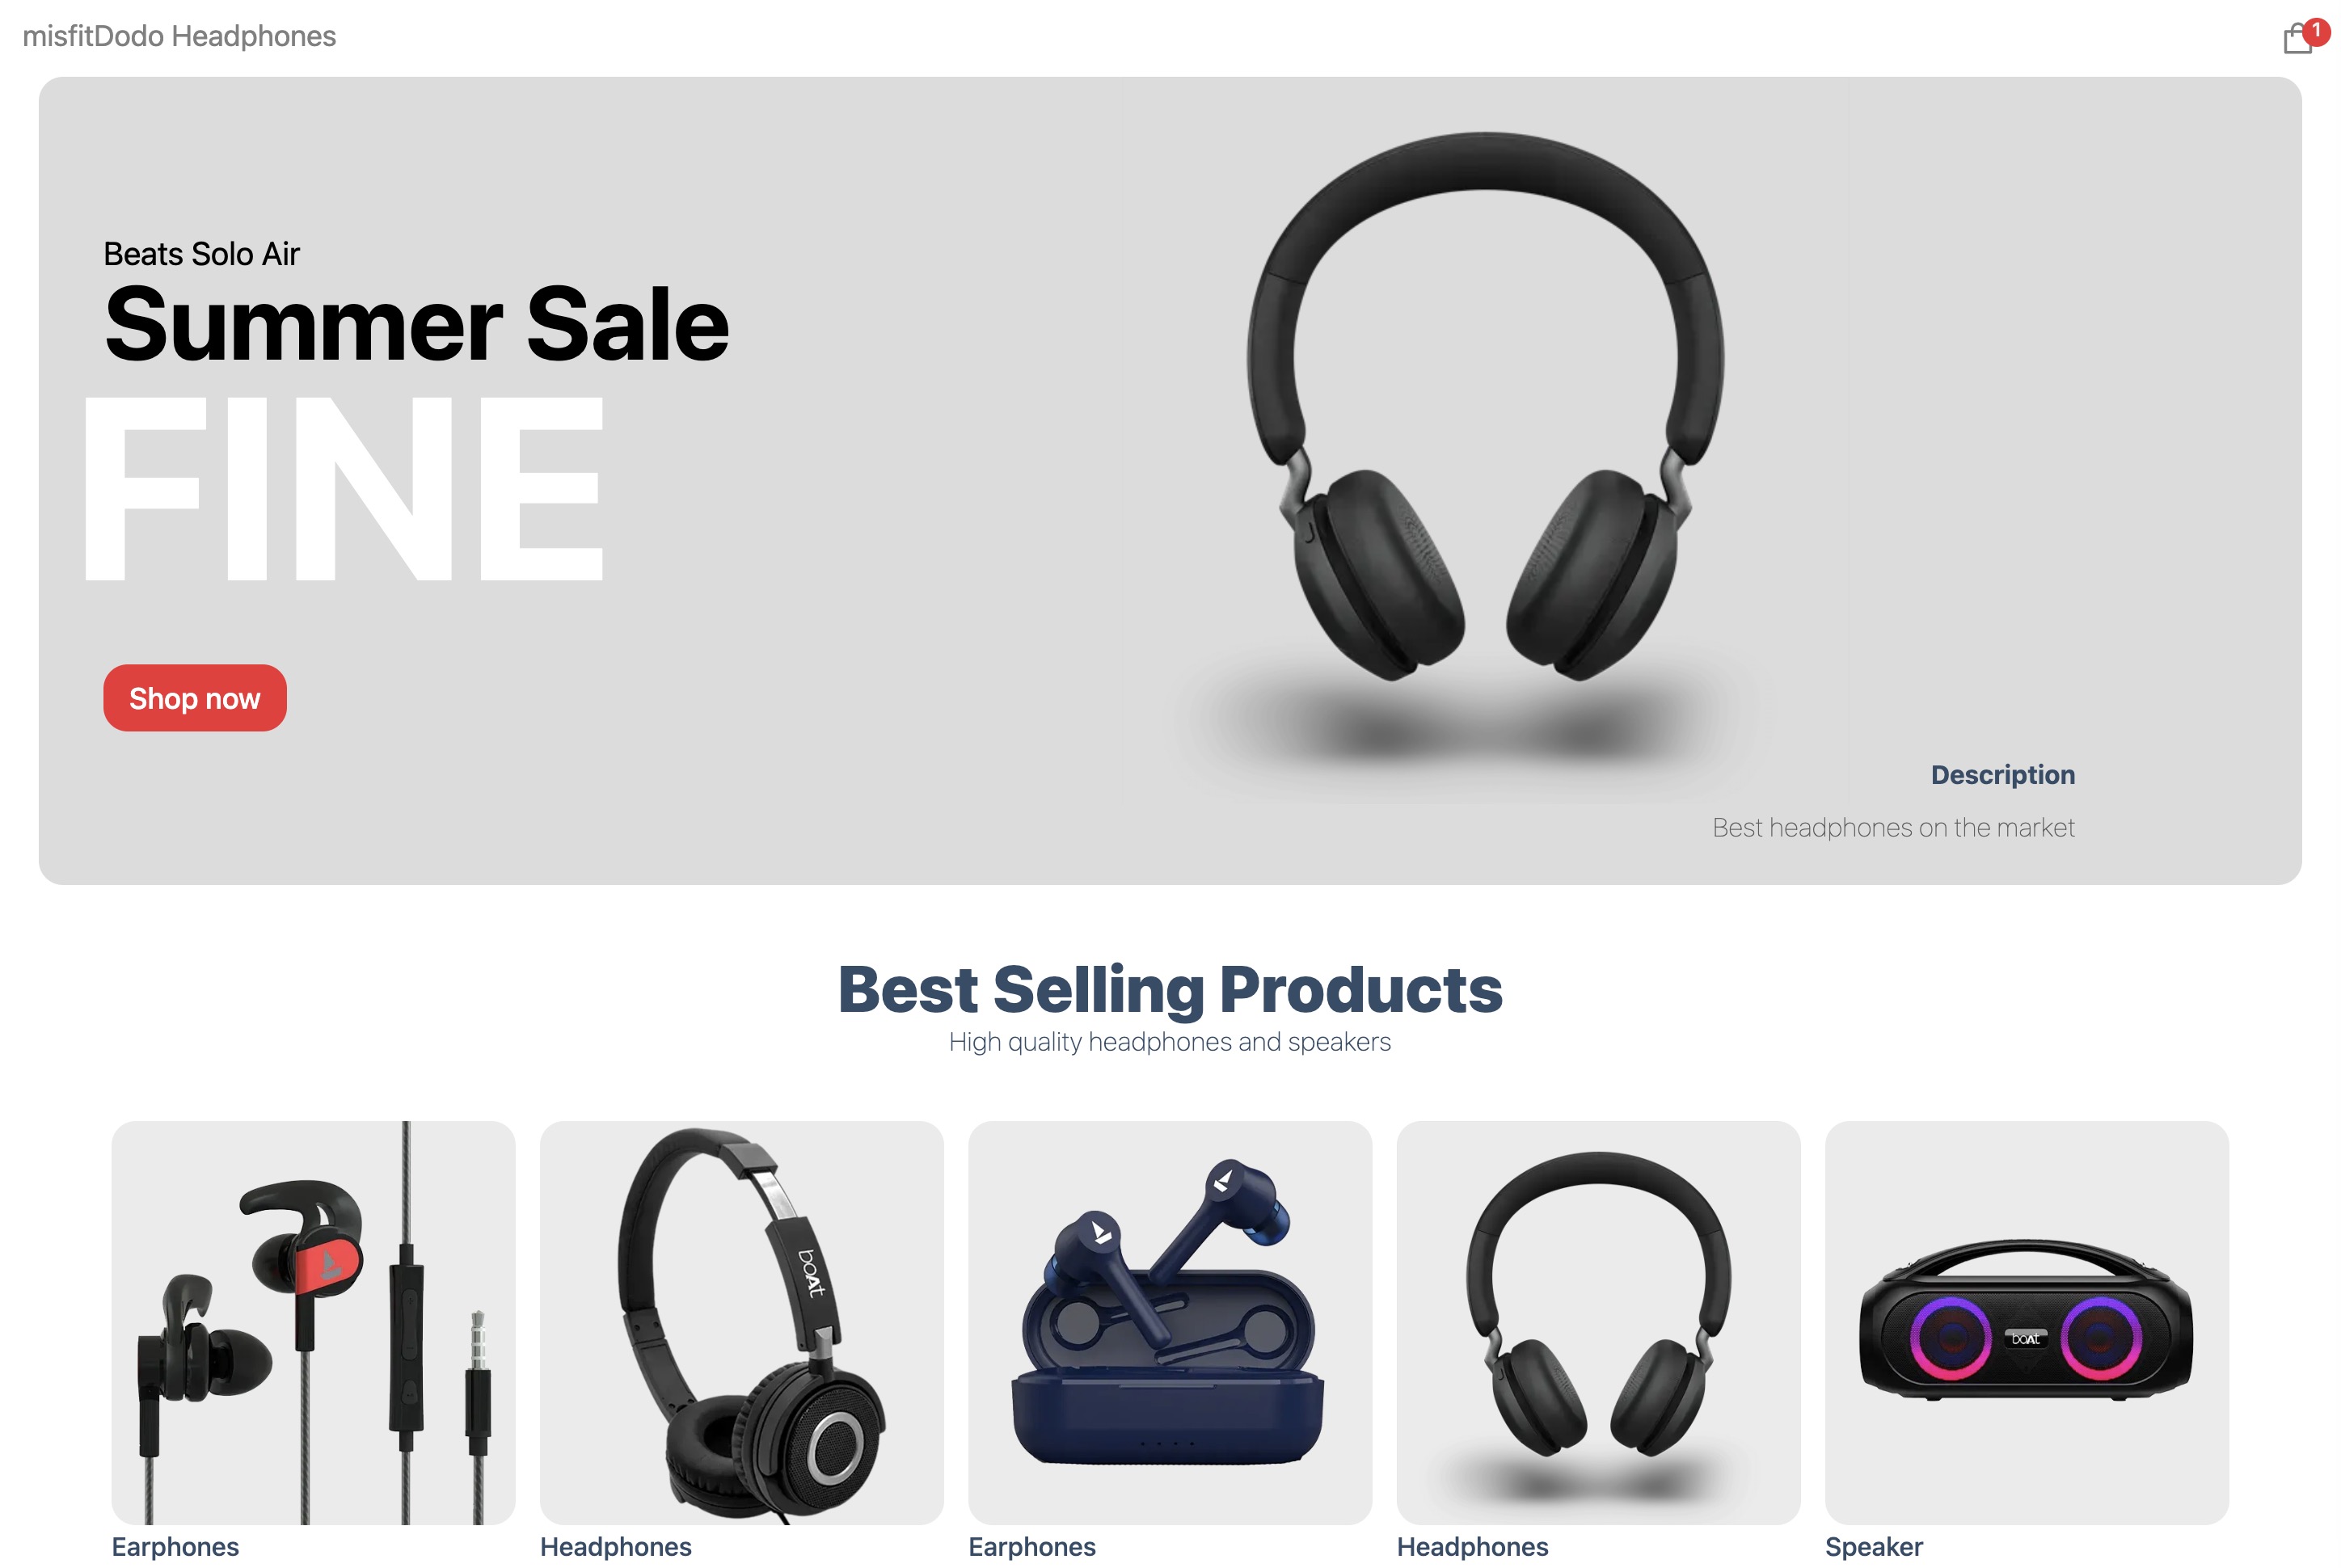 misfitDodo Headphones
1
Beats Solo Air
Summer Sale
FINE
Shop now
Description
Best headphones on the market
Best Selling Products
High quality headphones and speakers
boAt
boAt
Earphones
Headphones
Earphones
Headphones
Speaker